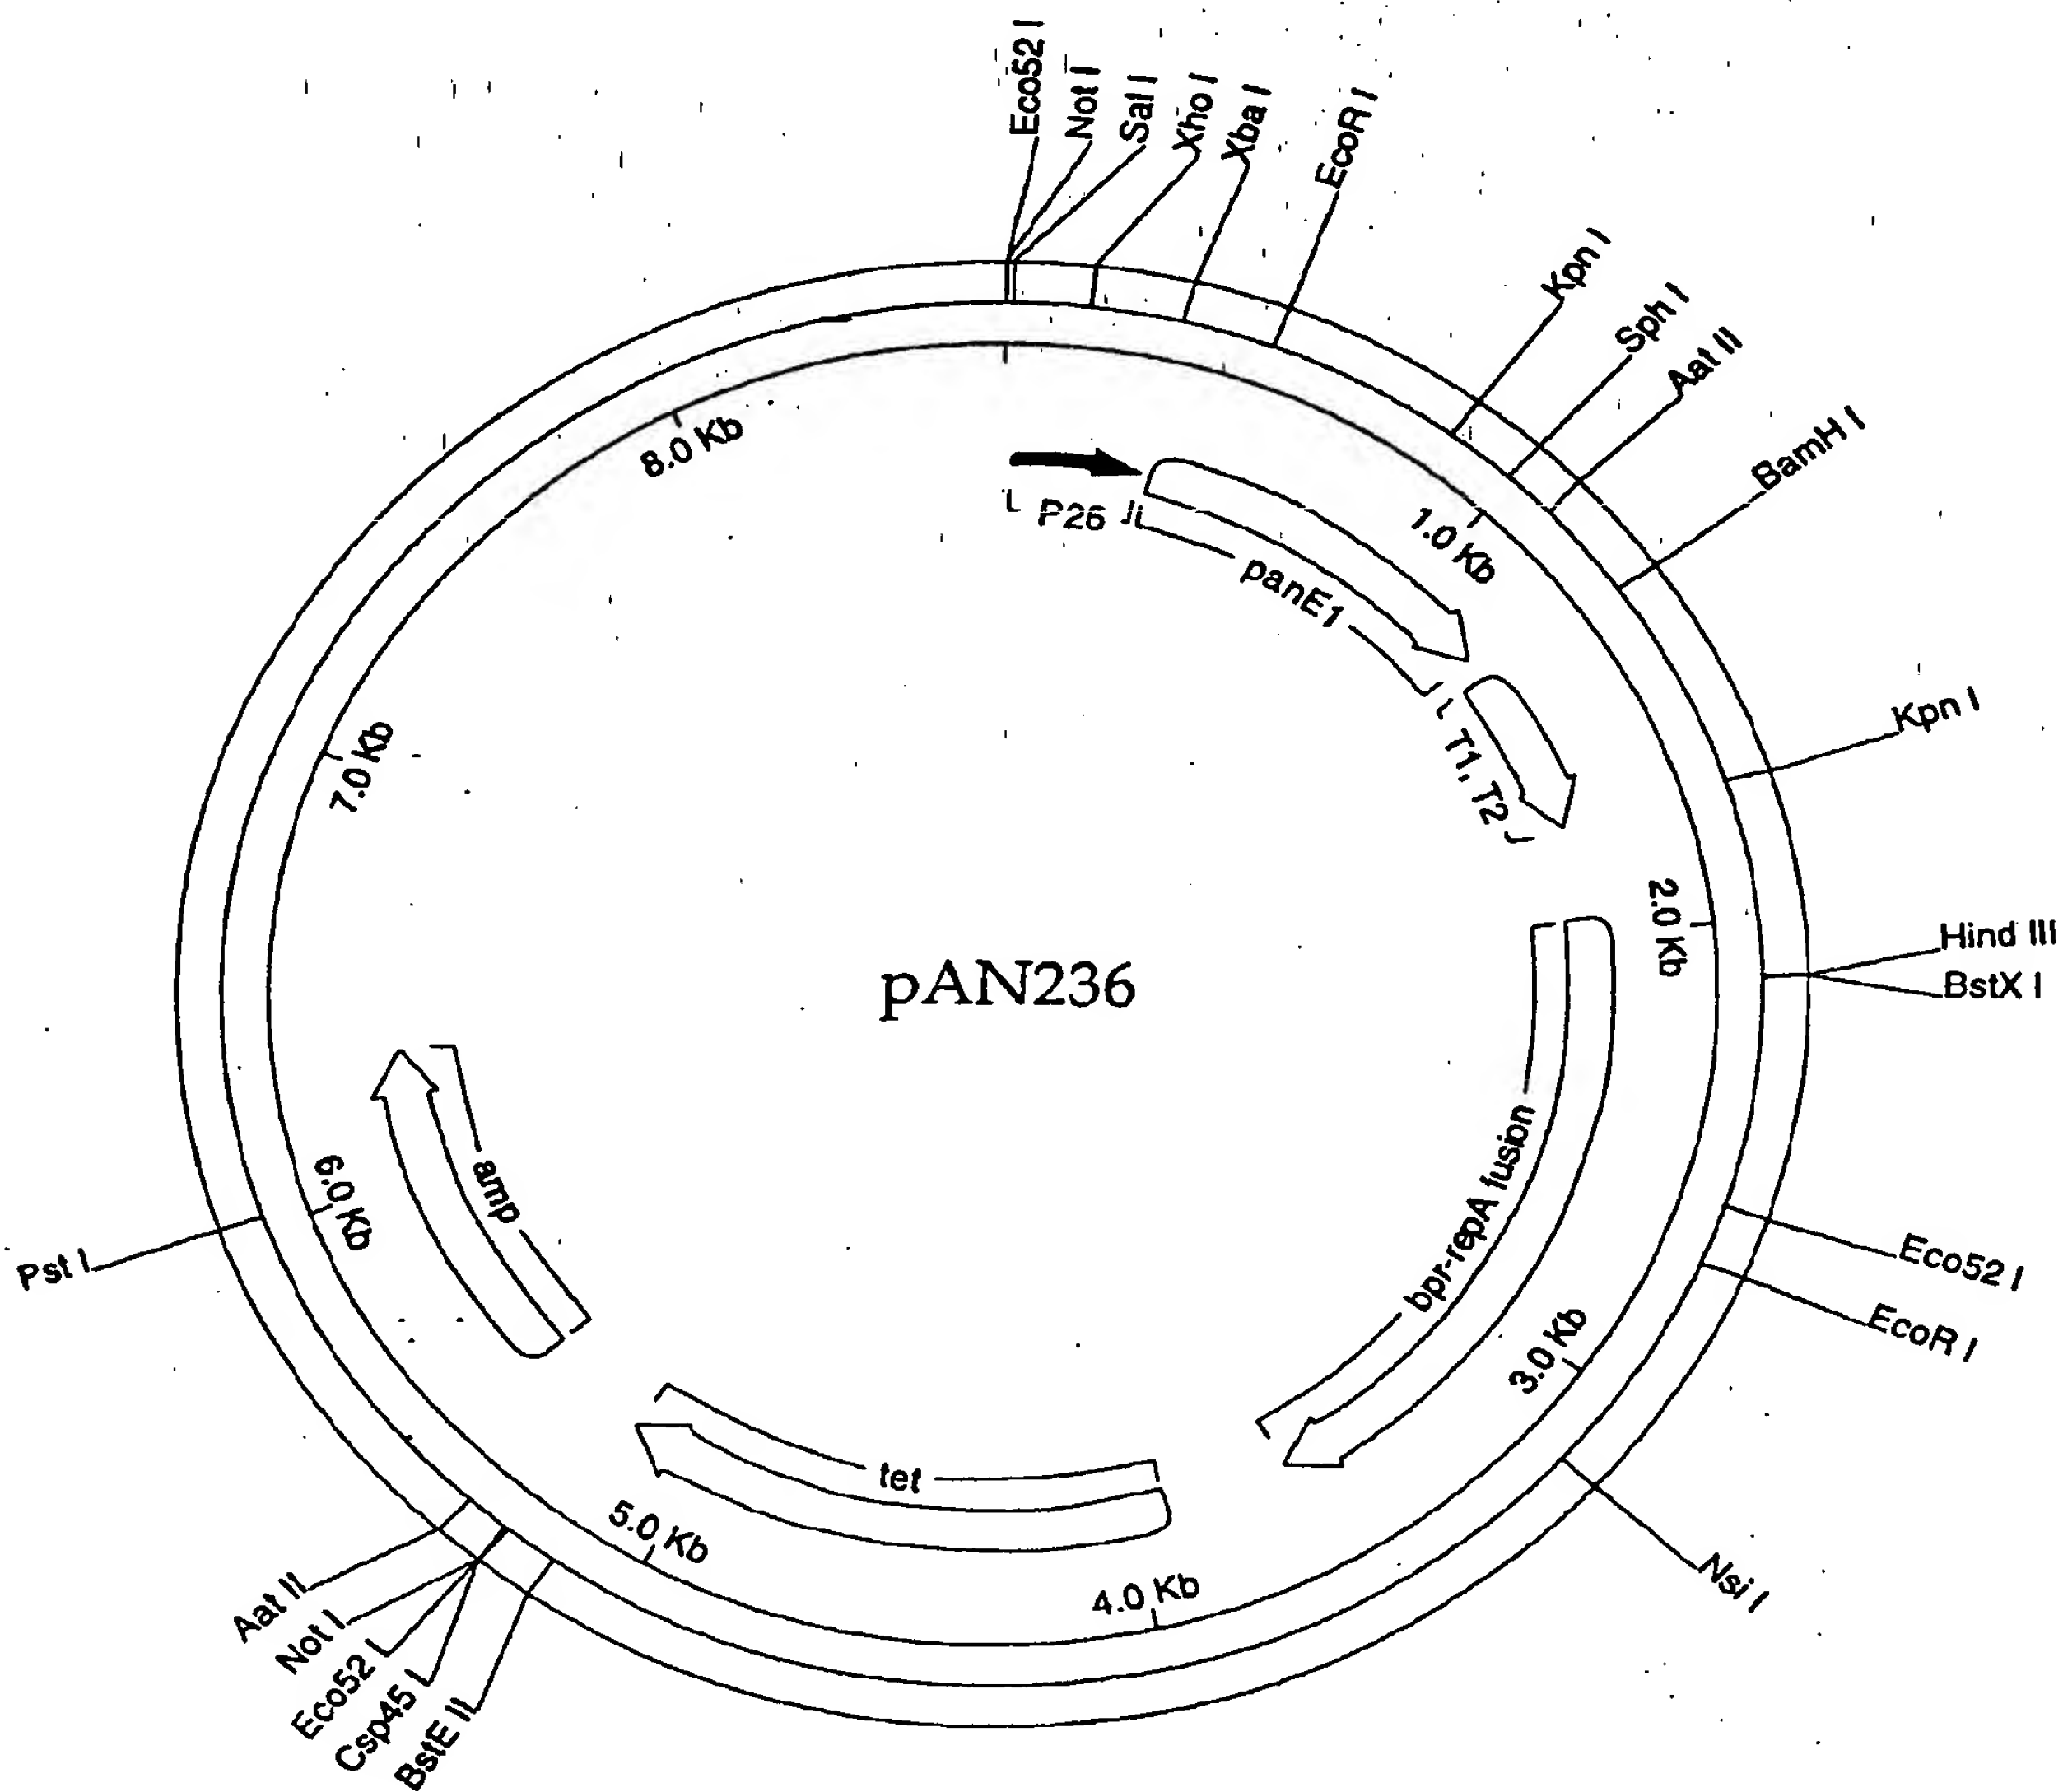 Eco52 I
Not I
Sal I
Xho I
Xba I
EcoR I
Kpn I
Sph I
Aat II
BamH I
Kpn I
Hind III
BstX I
Eco52 I
EcoR I
Nsi I
BstE II
Csp45 I
Eco52 I
Not I
Aat II
Pst I
8.0 Kb
1.0 Kb
2.0 Kb
3.0 Kb
4.0 Kb
5.0 Kb
6.0 Kb
7.0 Kb
P26
panE1
T1, T2
bpr-repA fusion
tet
amp
pAN236